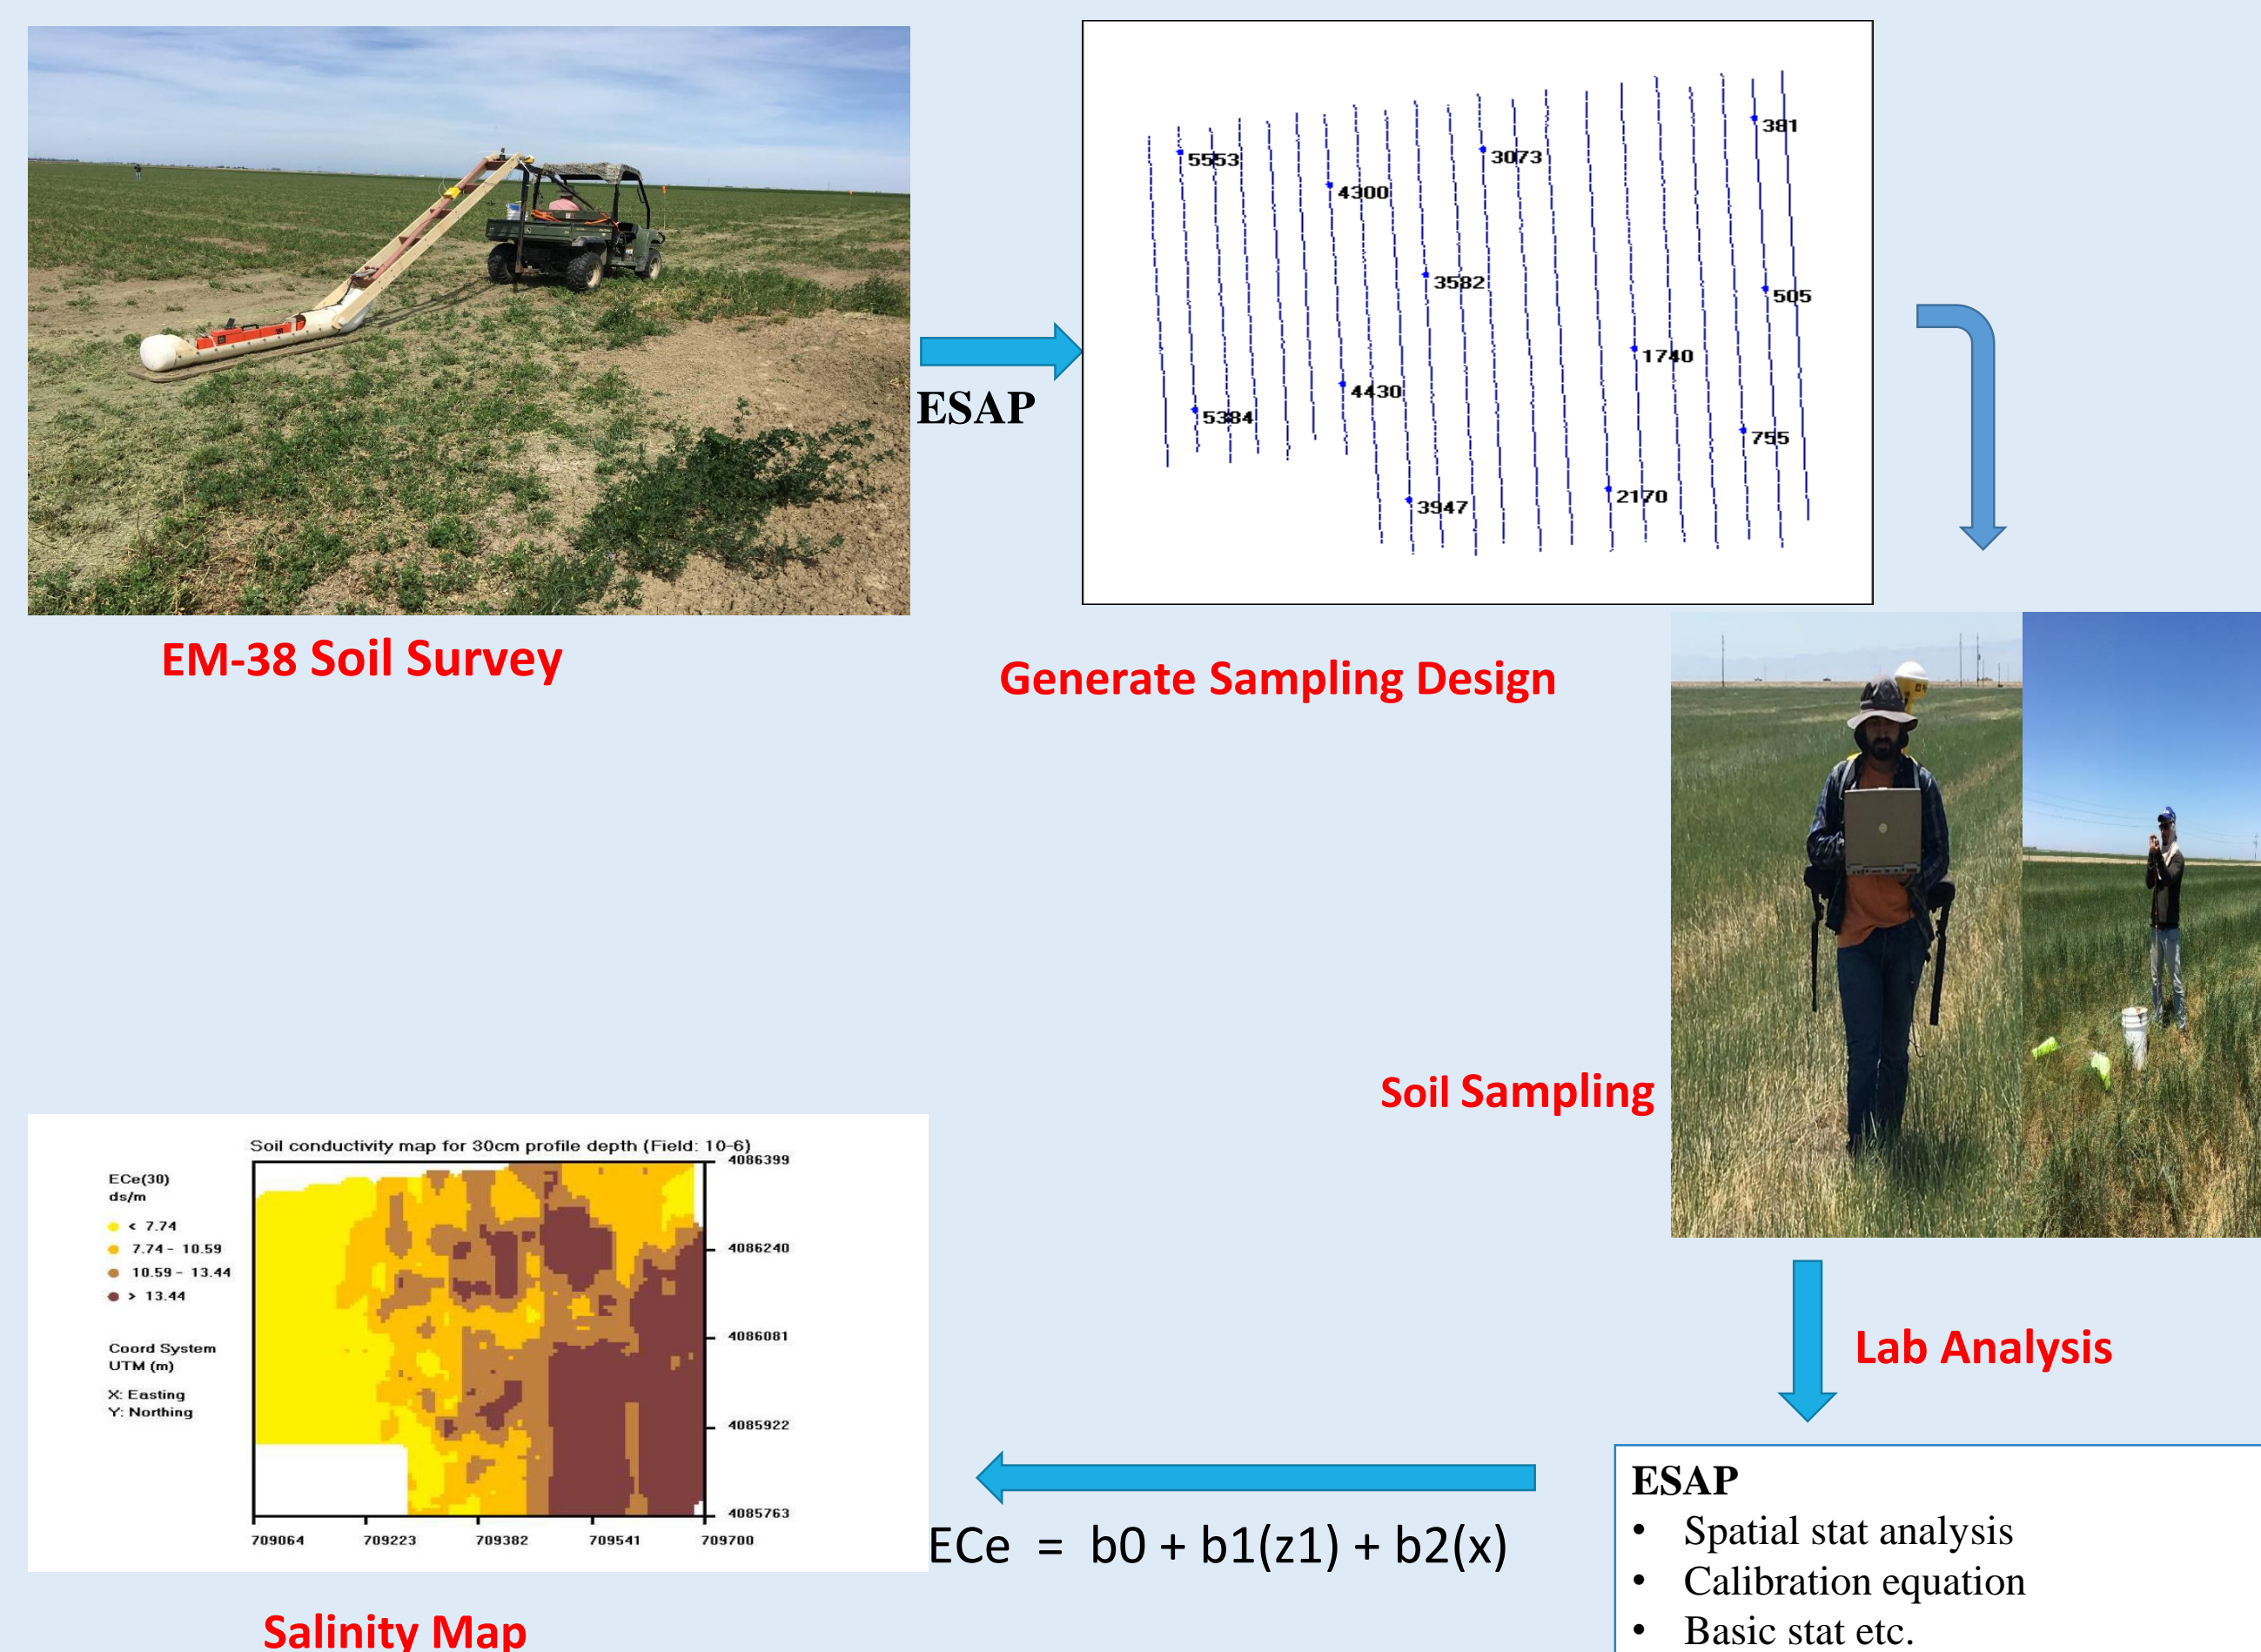 ESAP
381
5553
3073
4300
3582
505
1740
4430
5384
755
2170
3947
EM-38 Soil Survey
Generate Sampling Design
Soil Sampling
Lab Analysis
ESAP
• Spatial stat analysis
• Calibration equation
• Basic stat etc.
ECe = b0 + b1(z1) + b2(x)
Soil conductivity map for 30cm profile depth (Field: 10-6)
ECe(30)
ds/m
< 7.74
7.74 - 10.59
10.59 - 13.44
> 13.44
Coord System
UTM (m)
X: Easting
Y: Northing
4086399
4086240
4086081
4085922
4085763
709064 709223 709382 709541 709700
Salinity Map